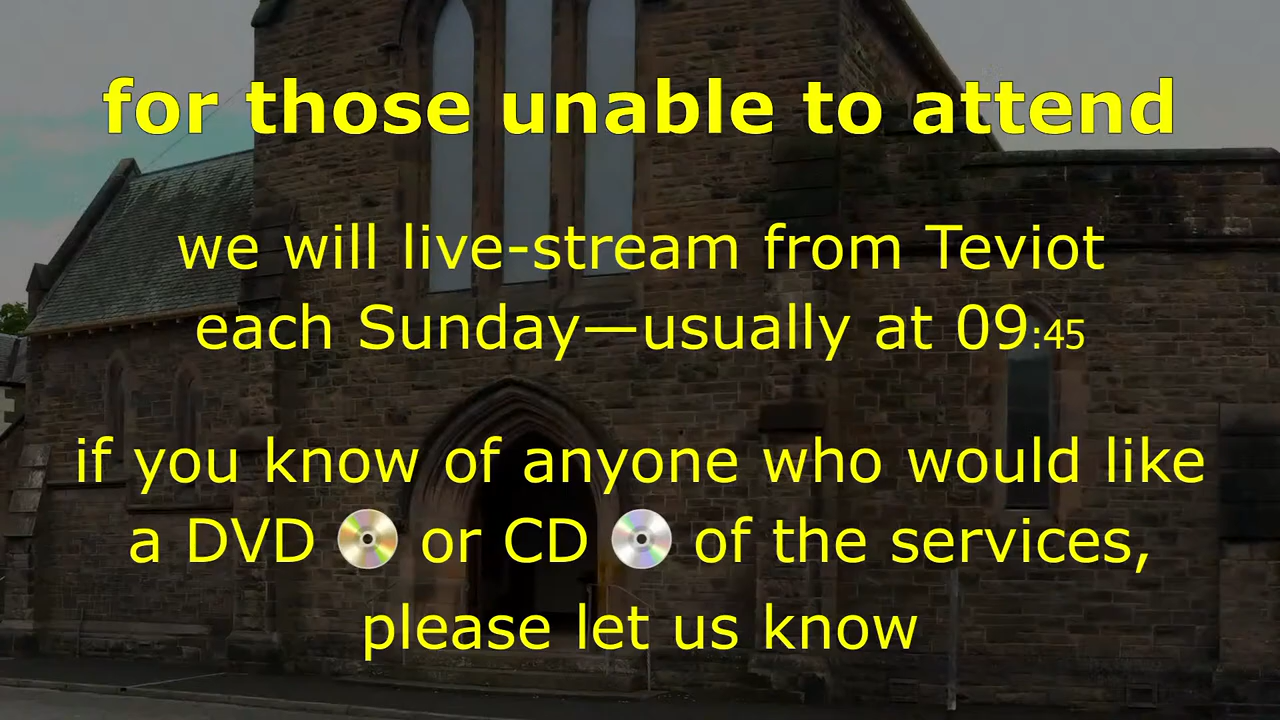 for those unable to attend
we will live-stream from Teviot
each Sunday—usually at 09:45
if you know of anyone who would like
a DVD 📀 or CD 💿 of the services,
please let us know